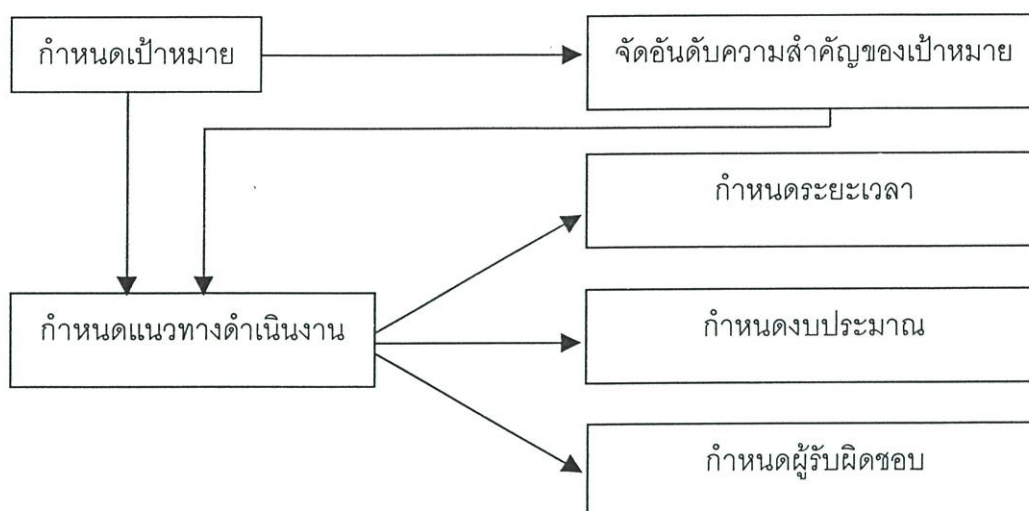 กำหนดเป้าหมาย
จัดอันดับความสำคัญของเป้าหมาย
กำหนดระยะเวลา
กำหนดแนวทางดำเนินงาน
กำหนดงบประมาณ
กำหนดผู้รับผิดชอบ